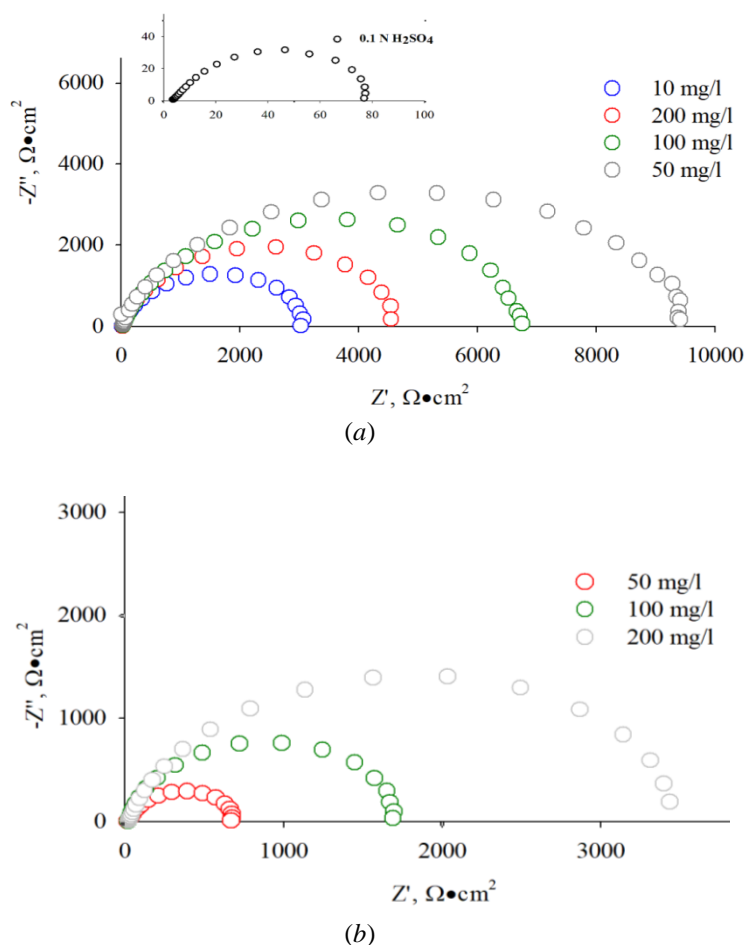 40
20
0
0 20 40 60 80 100
0.1 N H₂SO₄
6000
4000
2000
0
0 2000 4000 6000 8000 10000
-Z'', Ω•cm²
Z', Ω•cm²
10 mg/l
200 mg/l
100 mg/l
50 mg/l
(a)
3000
2000
1000
0
0 1000 2000 3000
-Z'', Ω•cm²
Z', Ω•cm²
50 mg/l
100 mg/l
200 mg/l
(b)